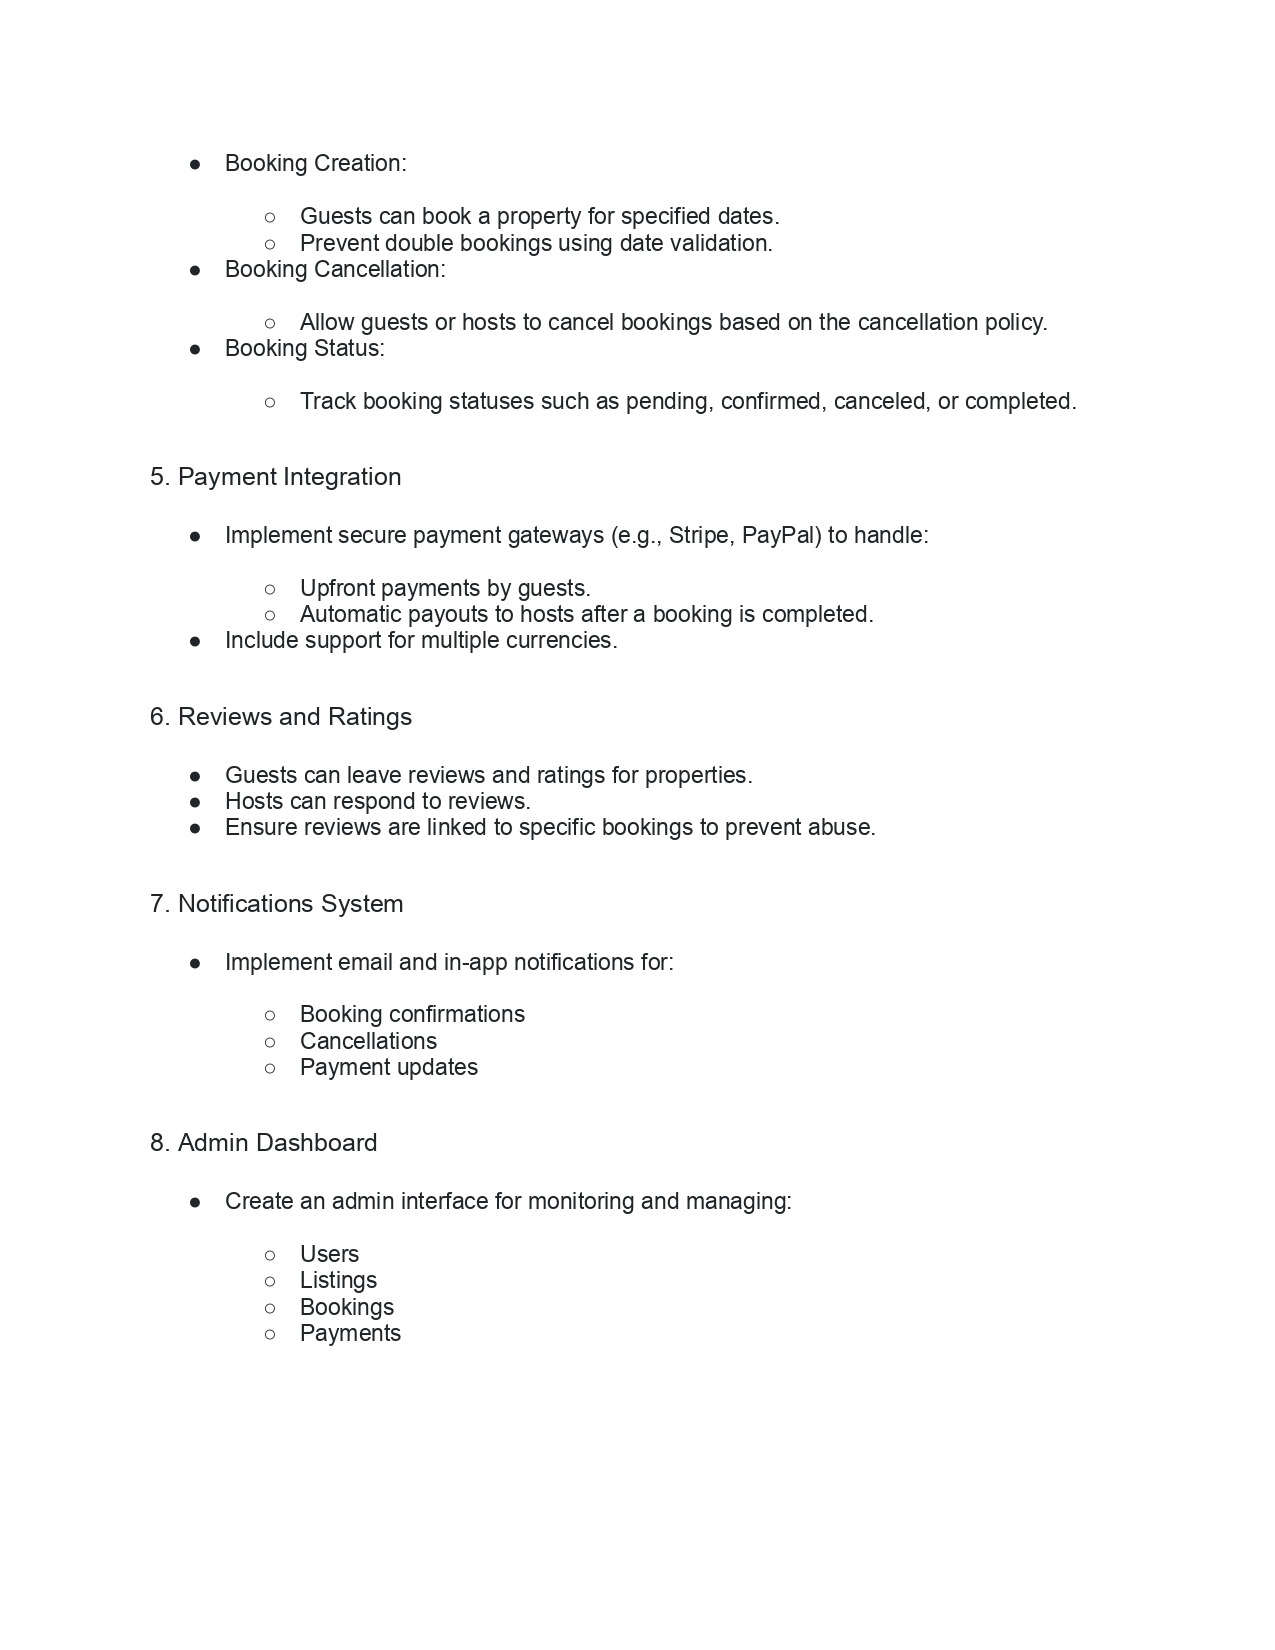 ● Booking Creation:
○ Guests can book a property for specified dates.
○ Prevent double bookings using date validation.
● Booking Cancellation:
○ Allow guests or hosts to cancel bookings based on the cancellation policy.
● Booking Status:
○ Track booking statuses such as pending, confirmed, canceled, or completed.
5. Payment Integration
● Implement secure payment gateways (e.g., Stripe, PayPal) to handle:
○ Upfront payments by guests.
○ Automatic payouts to hosts after a booking is completed.
● Include support for multiple currencies.
6. Reviews and Ratings
● Guests can leave reviews and ratings for properties.
● Hosts can respond to reviews.
● Ensure reviews are linked to specific bookings to prevent abuse.
7. Notifications System
● Implement email and in-app notifications for:
○ Booking confirmations
○ Cancellations
○ Payment updates
8. Admin Dashboard
● Create an admin interface for monitoring and managing:
○ Users
○ Listings
○ Bookings
○ Payments